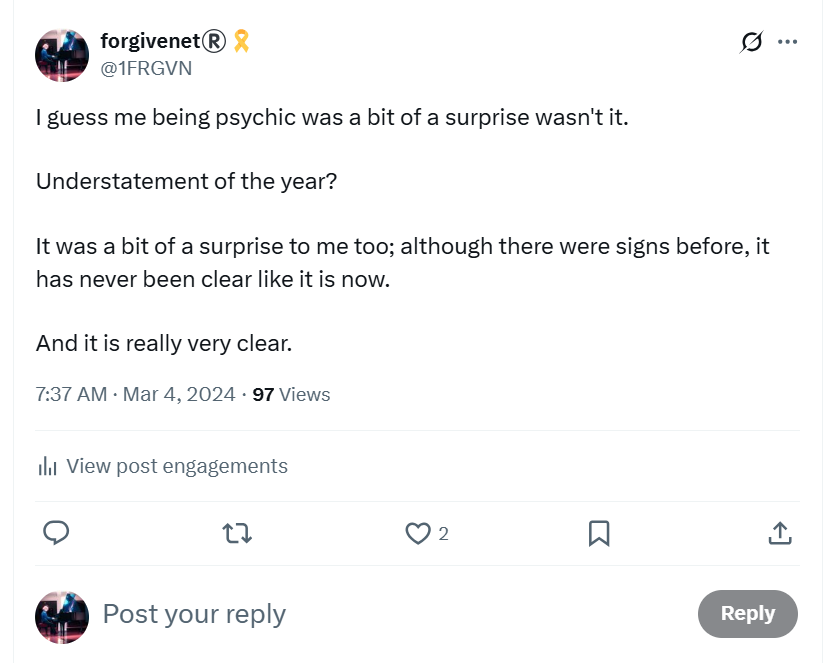 forgivenet®🎗
@1FRGVN
I guess me being psychic was a bit of a surprise wasn't it.
Understatement of the year?
It was a bit of a surprise to me too; although there were signs before, it
has never been clear like it is now.
And it is really very clear.
7:37 AM · Mar 4, 2024 · 97 Views
View post engagements
2
Post your reply
Reply